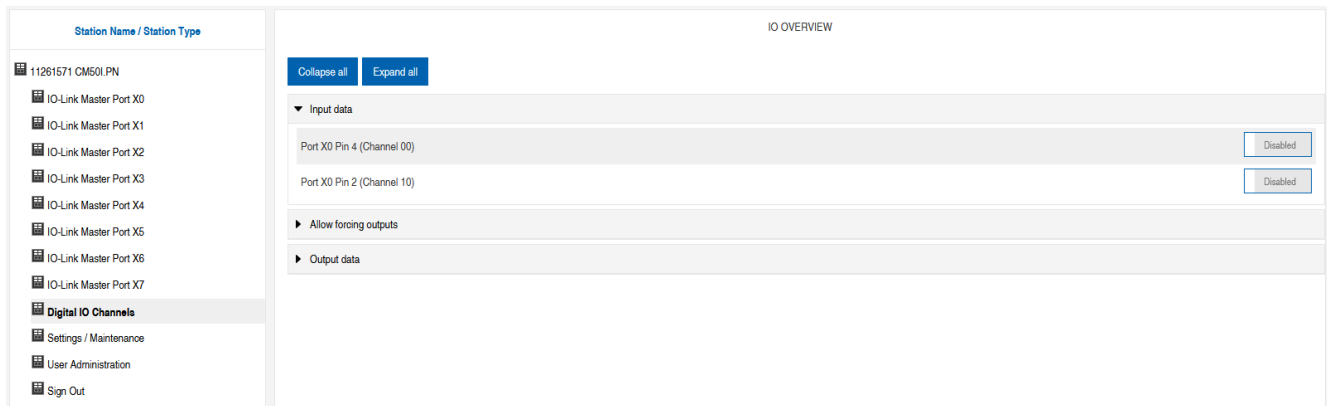 Station Name / Station Type
11261571 CM50I.PN
IO-Link Master Port X0
IO-Link Master Port X1
IO-Link Master Port X2
IO-Link Master Port X3
IO-Link Master Port X4
IO-Link Master Port X5
IO-Link Master Port X6
IO-Link Master Port X7
Digital IO Channels
Settings / Maintenance
User Administration
Sign Out
IO OVERVIEW
Collapse all Expand all
Input data
Port X0 Pin 4 (Channel 00) Disabled
Port X0 Pin 2 (Channel 10) Disabled
Allow forcing outputs
Output data